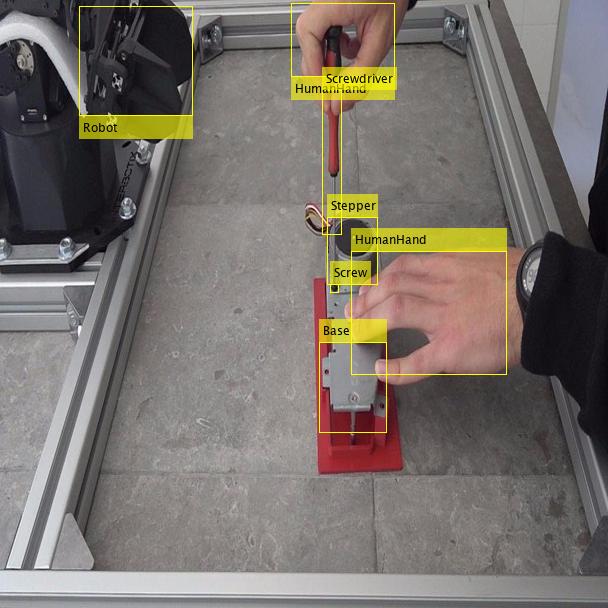 Screwdriver
HumanHand
Robot
Stepper
HumanHand
Screw
Base